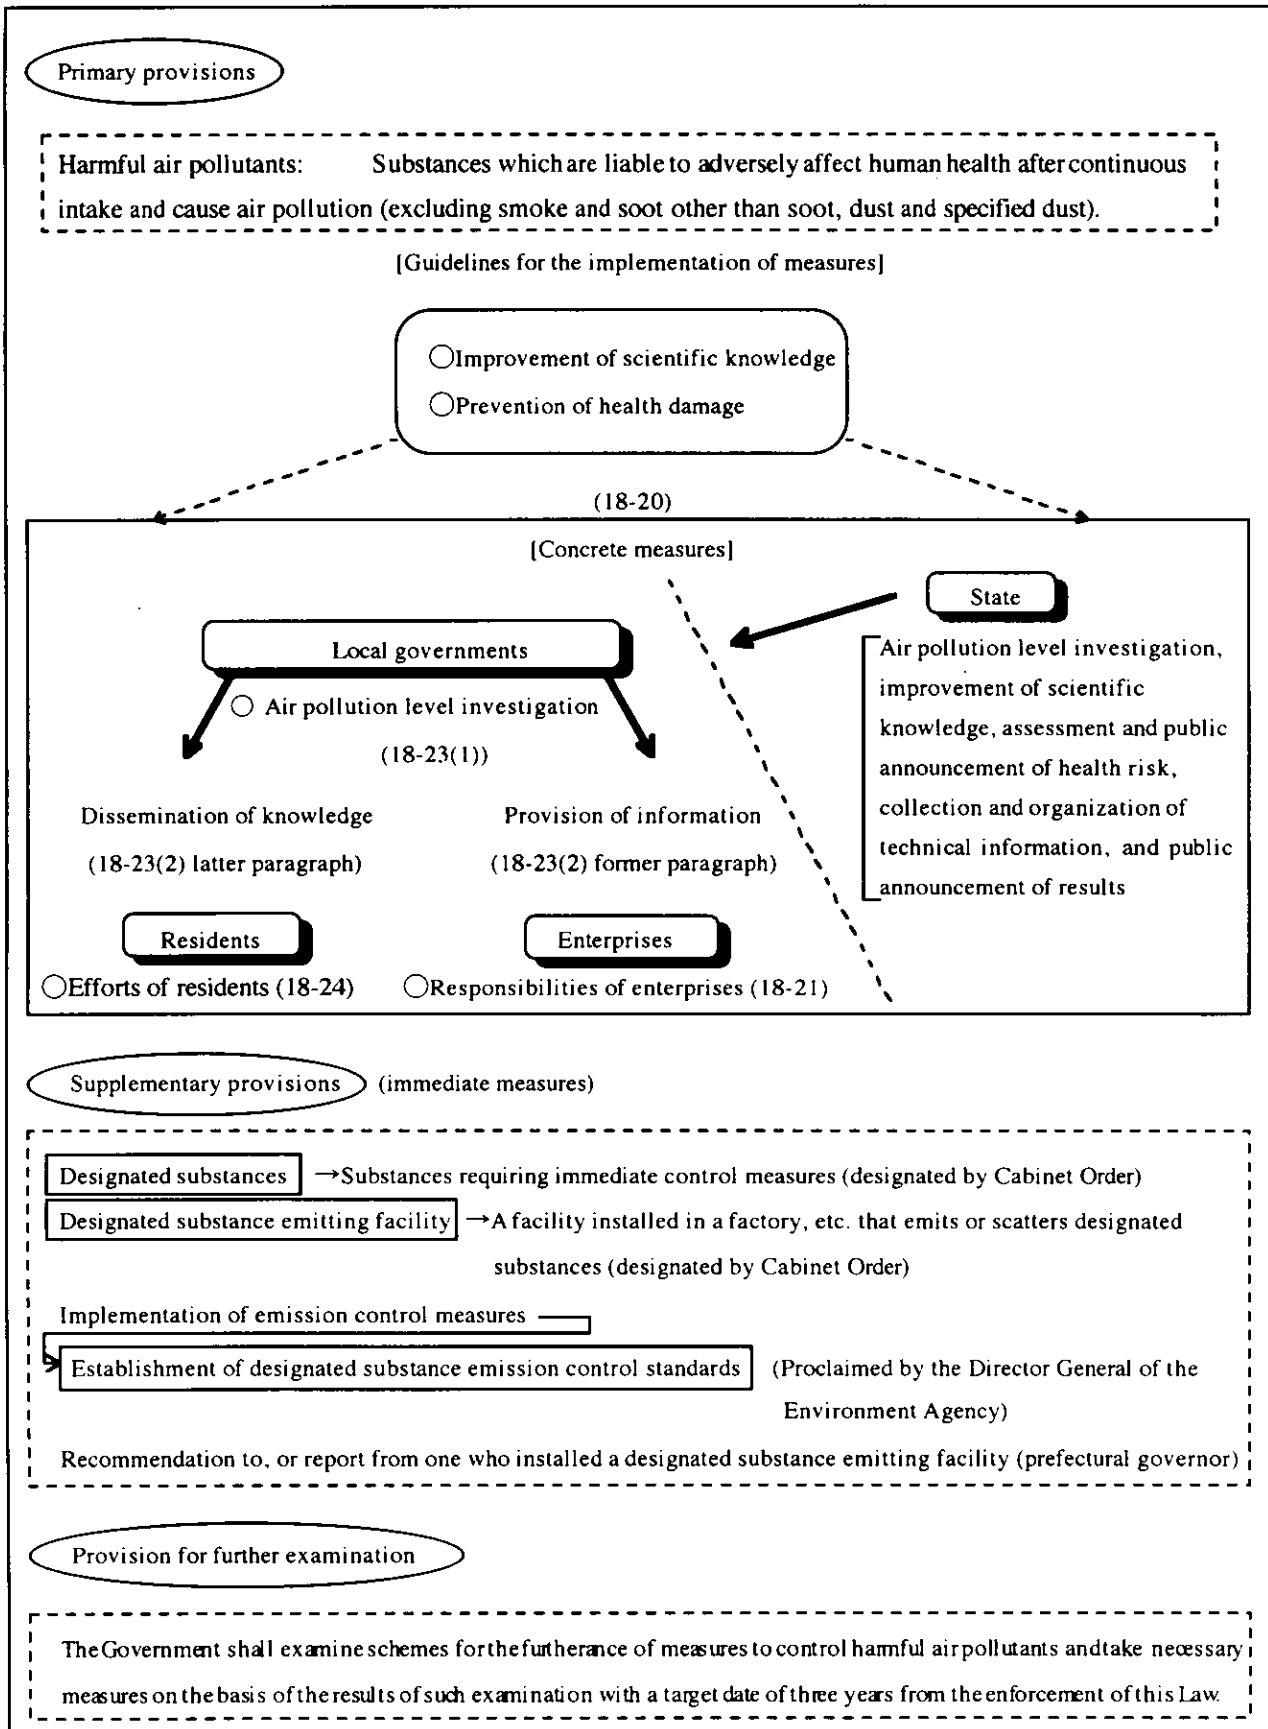 Primary provisions
Harmful air pollutants: Substances which are liable to adversely affect human health after continuous
intake and cause air pollution (excluding smoke and soot other than soot, dust and specified dust).
[Guidelines for the implementation of measures]
○Improvement of scientific knowledge
○Prevention of health damage
(18-20)
[Concrete measures]
State
Air pollution level investigation,
improvement of scientific
knowledge, assessment and public
announcement of health risk,
collection and organization of
technical information, and public
announcement of results
Local governments
○ Air pollution level investigation
(18-23(1))
Dissemination of knowledge
(18-23(2) latter paragraph)
Provision of information
(18-23(2) former paragraph)
Residents
○Efforts of residents (18-24)
Enterprises
○Responsibilities of enterprises (18-21)
Supplementary provisions (immediate measures)
Designated substances →Substances requiring immediate control measures (designated by Cabinet Order)
Designated substance emitting facility →A facility installed in a factory, etc. that emits or scatters designated
substances (designated by Cabinet Order)
Implementation of emission control measures
Establishment of designated substance emission control standards (Proclaimed by the Director General of the
Environment Agency)
Recommendation to, or report from one who installed a designated substance emitting facility (prefectural governor)
Provision for further examination
The Government shall examine schemes for the furtherance of measures to control harmful air pollutants and take necessary
measures on the basis of the results of such examination with a target date of three years from the enforcement of this Law.